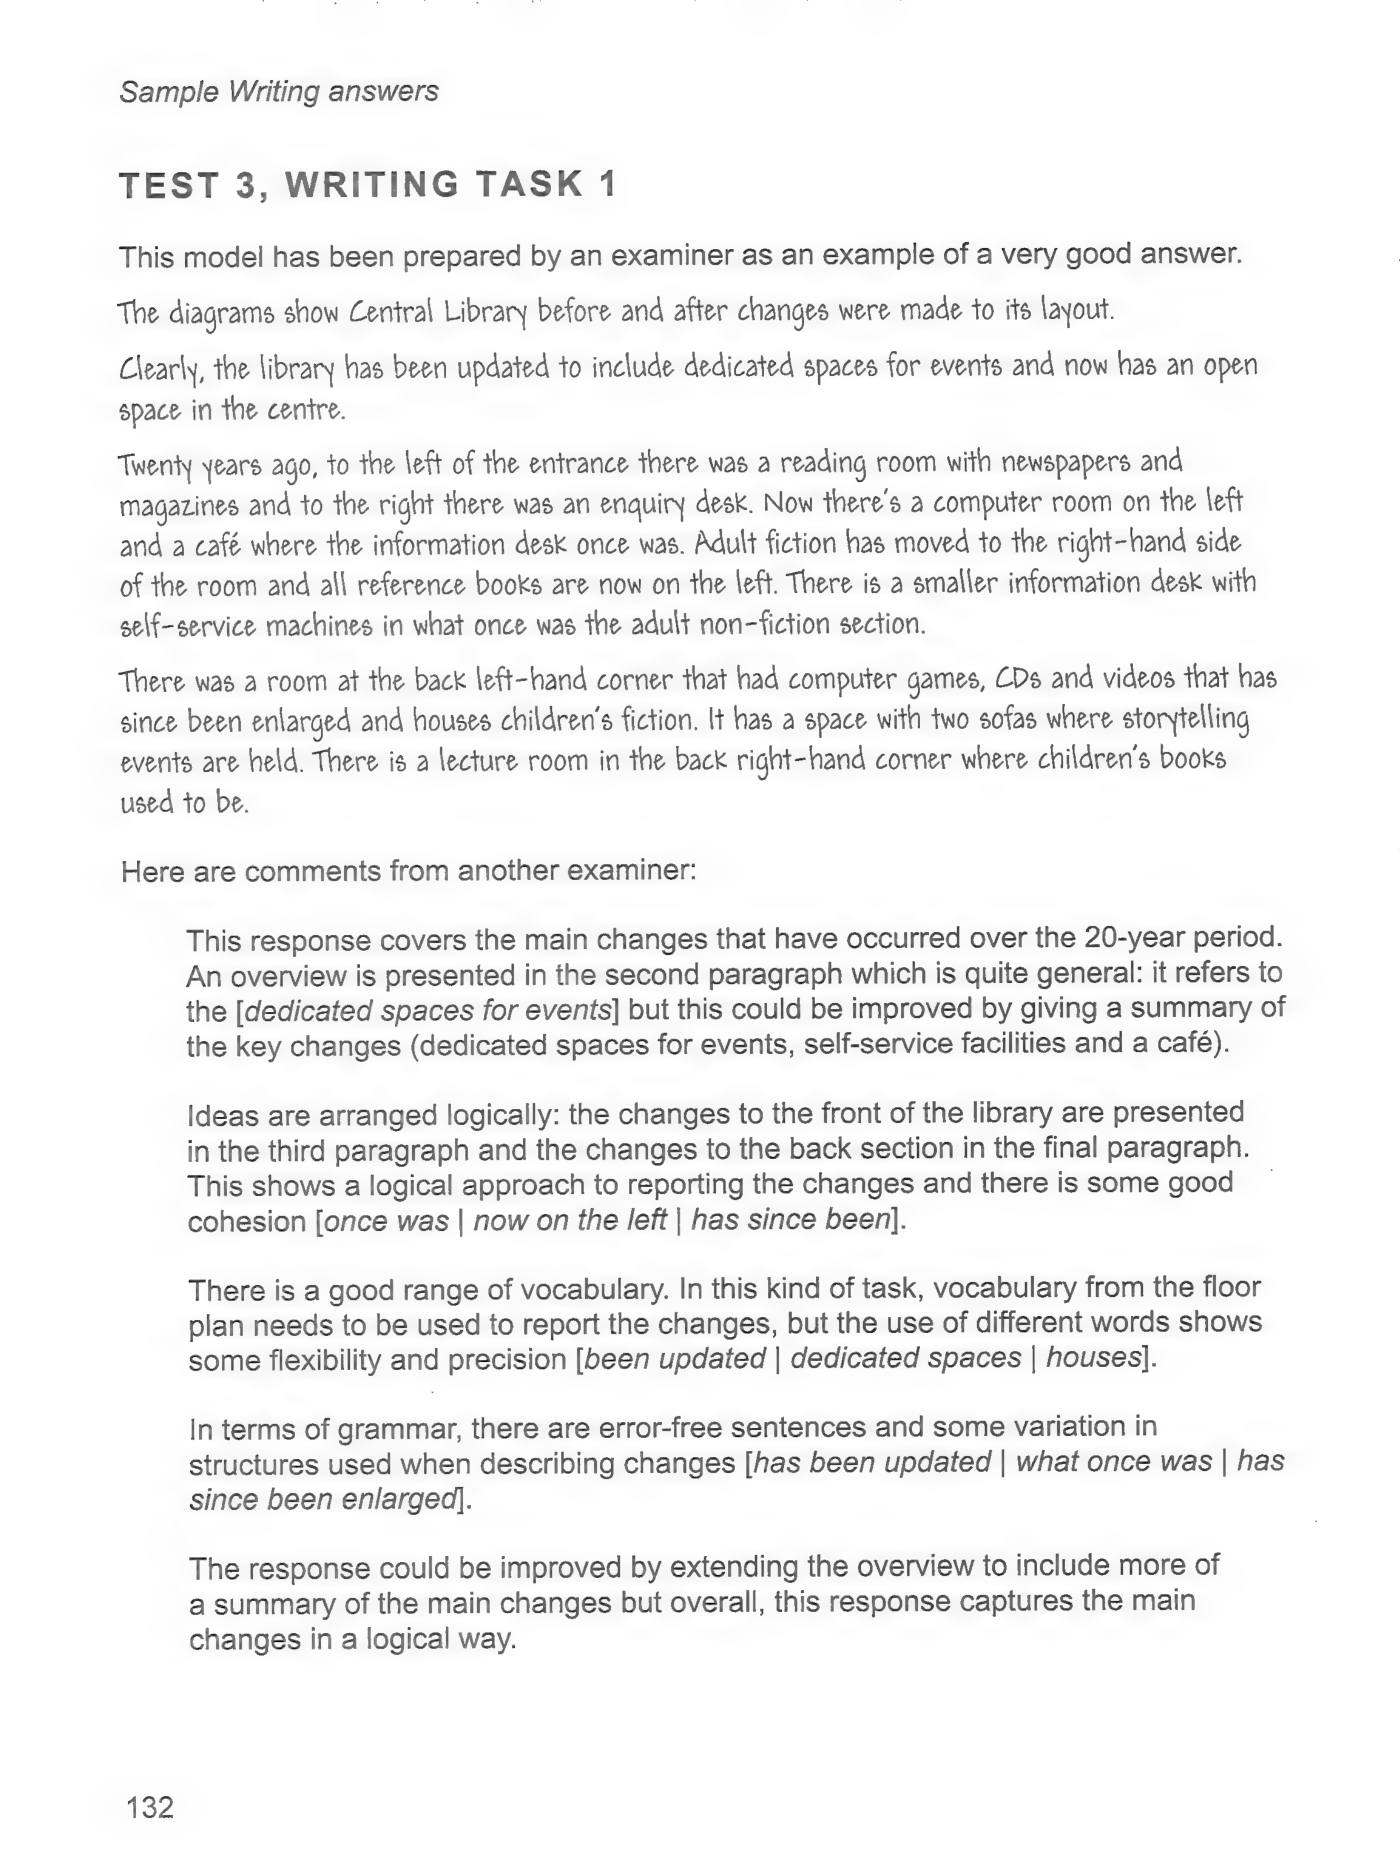 Sample Writing answers
TEST 3, WRITING TASK 1
This model has been prepared by an examiner as an example of a very good answer.
The diagrams show Central Library before and after changes were made to its layout.
Clearly, the library has been updated to include dedicated spaces for events and now has an open
space in the centre.
Twenty years ago, to the left of the entrance there was a reading room with newspapers and
magazines and to the right there was an enquiry desk. Now there's a computer room on the left
and a café where the information desk once was. Adult fiction has moved to the right-hand side
of the room and all reference books are now on the left. There is a smaller information desk with
self-service machines in what once was the adult non-fiction section.
There was a room at the back left-hand corner that had computer games, CDs and videos that has
since been enlarged and houses children's fiction. It has a space with two sofas where storytelling
events are held. There is a lecture room in the back right-hand corner where children's books
used to be.
Here are comments from another examiner:
This response covers the main changes that have occurred over the 20-year period.
An overview is presented in the second paragraph which is quite general: it refers to
the [dedicated spaces for events] but this could be improved by giving a summary of
the key changes (dedicated spaces for events, self-service facilities and a café).
Ideas are arranged logically: the changes to the front of the library are presented
in the third paragraph and the changes to the back section in the final paragraph.
This shows a logical approach to reporting the changes and there is some good
cohesion [once was | now on the left | has since been].
There is a good range of vocabulary. In this kind of task, vocabulary from the floor
plan needs to be used to report the changes, but the use of different words shows
some flexibility and precision [been updated | dedicated spaces | houses].
In terms of grammar, there are error-free sentences and some variation in
structures used when describing changes [has been updated | what once was | has
since been enlarged].
The response could be improved by extending the overview to include more of
a summary of the main changes but overall, this response captures the main
changes in a logical way.
132